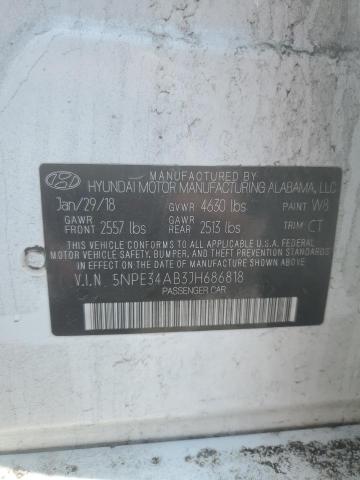 MANUFACTURED BY
HYUNDAI MOTOR MANUFACTURING ALABAMA, LLC
Jan/29/18 GVWR 4630 lbs PAINT W8
GAWR FRONT 2557 lbs GAWR REAR 2513 lbs TRIM CT
THIS VEHICLE CONFORMS TO ALL APPLICABLE FEDERAL MOTOR VEHICLE
SAFETY, BUMPER, AND THEFT PREVENTION STANDARDS IN
EFFECT ON THE DATE OF MANUFACTURE SHOWN ABOVE.
V.I.N 5NPE34AB3JH686818
PASSENGER CAR